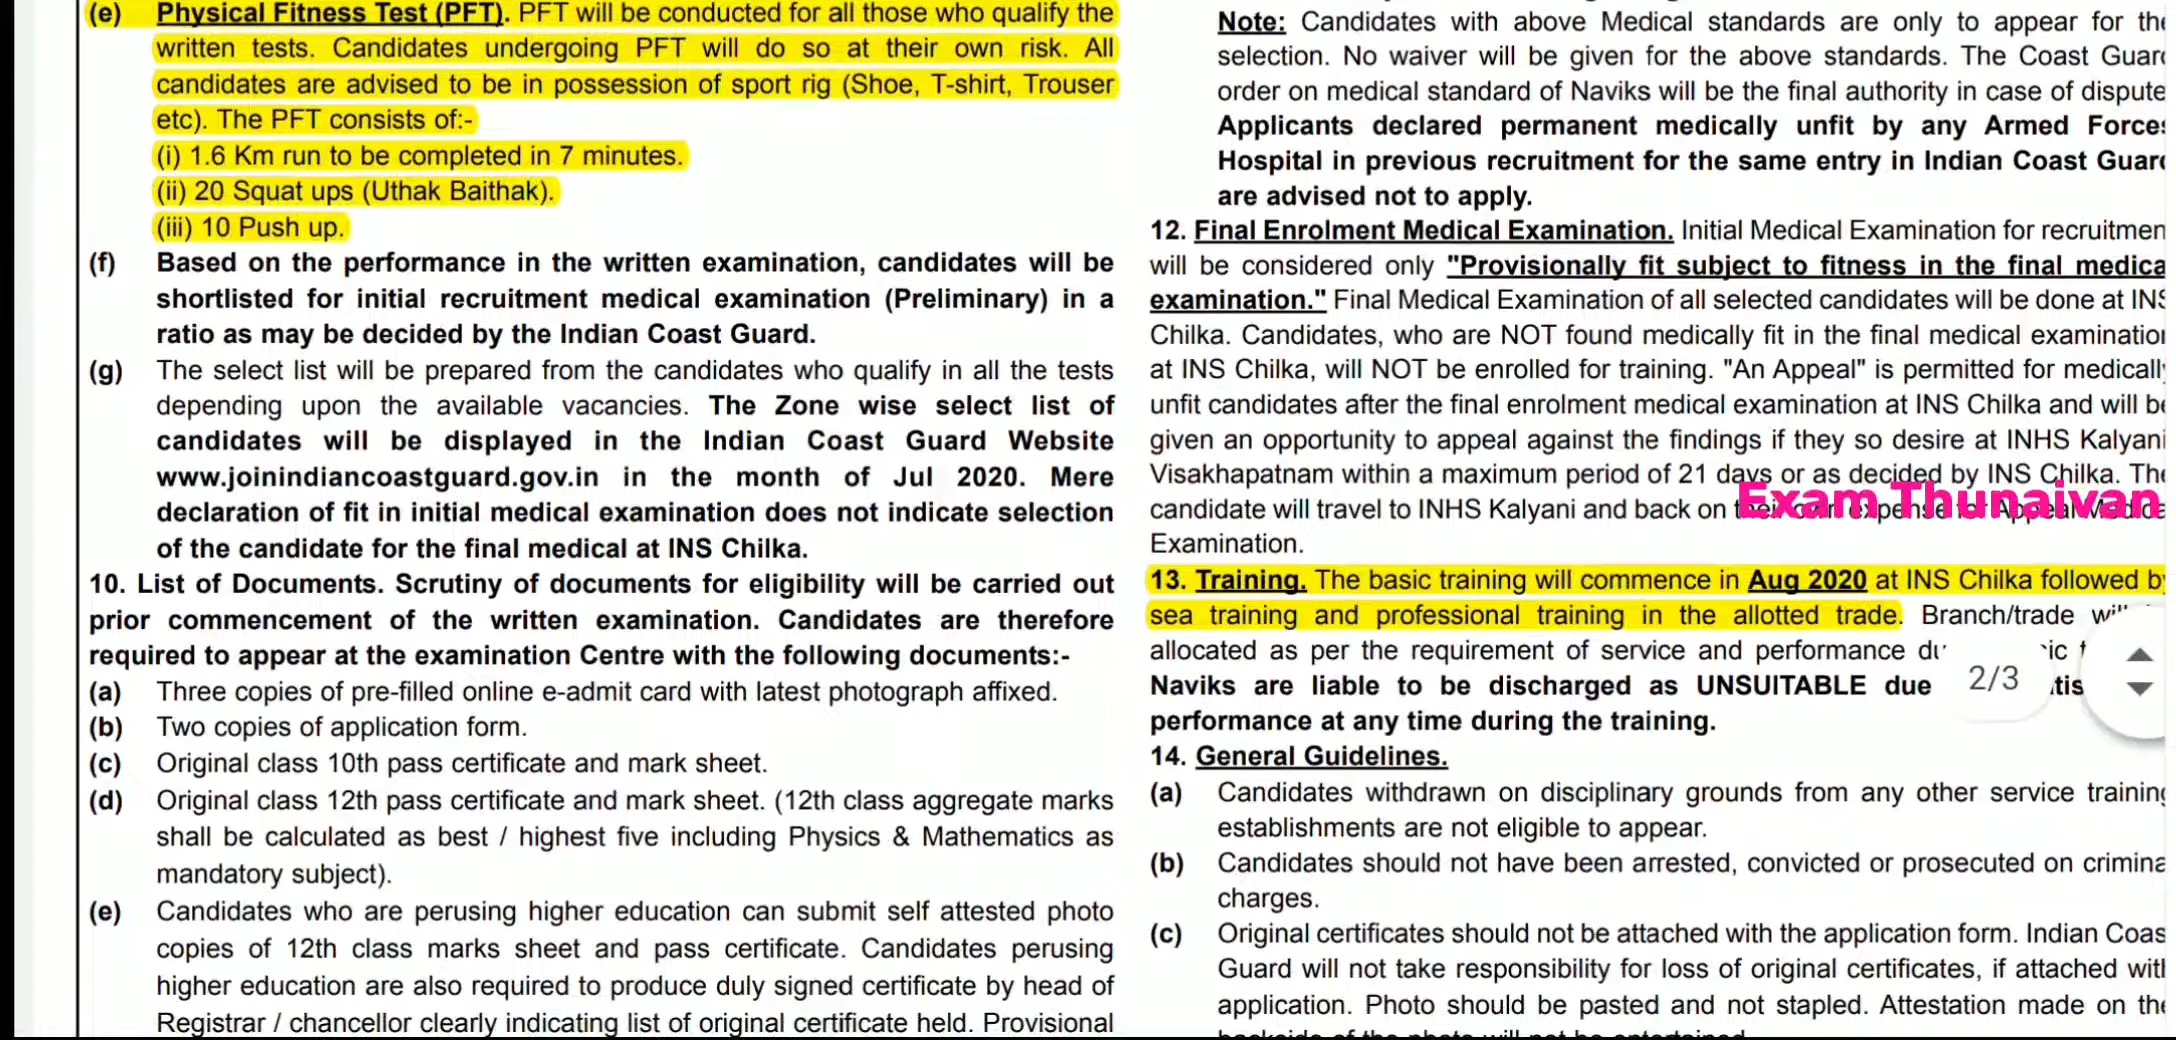 (e) Physical Fitness Test (PFT). PFT will be conducted for all those who qualify the
written tests. Candidates undergoing PFT will do so at their own risk. All
candidates are advised to be in possession of sport rig (Shoe, T-shirt, Trouser
etc). The PFT consists of:-
(i) 1.6 Km run to be completed in 7 minutes.
(ii) 20 Squat ups (Uthak Baithak).
(iii) 10 Push up.
(f) Based on the performance in the written examination, candidates will be
shortlisted for initial recruitment medical examination (Preliminary) in a
ratio as may be decided by the Indian Coast Guard.
(g) The select list will be prepared from the candidates who qualify in all the tests
depending upon the available vacancies. The Zone wise select list of
candidates will be displayed in the Indian Coast Guard Website
www.joinindiancoastguard.gov.in in the month of Jul 2020. Mere
declaration of fit in initial medical examination does not indicate selection
of the candidate for the final medical at INS Chilka.
10. List of Documents. Scrutiny of documents for eligibility will be carried out
prior commencement of the written examination. Candidates are therefore
required to appear at the examination Centre with the following documents:-
(a) Three copies of pre-filled online e-admit card with latest photograph affixed.
(b) Two copies of application form.
(c) Original class 10th pass certificate and mark sheet.
(d) Original class 12th pass certificate and mark sheet. (12th class aggregate marks
shall be calculated as best / highest five including Physics & Mathematics as
mandatory subject).
(e) Candidates who are perusing higher education can submit self attested photo
copies of 12th class marks sheet and pass certificate. Candidates perusing
higher education are also required to produce duly signed certificate by head of
Registrar / chancellor clearly indicating list of original certificate held. Provisional
Note: Candidates with above Medical standards are only to appear for the
selection. No waiver will be given for the above standards. The Coast Guar
order on medical standard of Naviks will be the final authority in case of dispute
Applicants declared permanent medically unfit by any Armed Force
Hospital in previous recruitment for the same entry in Indian Coast Guar
are advised not to apply.
12. Final Enrolment Medical Examination. Initial Medical Examination for recruitmen
will be considered only "Provisionally fit subject to fitness in the final medica
examination." Final Medical Examination of all selected candidates will be done at INS
Chilka. Candidates, who are NOT found medically fit in the final medical examination
at INS Chilka, will NOT be enrolled for training. "An Appeal" is permitted for medicall
unfit candidates after the final enrolment medical examination at INS Chilka and will be
given an opportunity to appeal against the findings if they so desire at INHS Kalyani
Visakhapatnam within a maximum period of 21 days or as decided by INS Chilka. The
candidate will travel to INHS Kalyani and back on
Exam Thunaivan
Examination.
13. Training. The basic training will commence in Aug 2020 at INS Chilka followed b
sea training and professional training in the allotted trade. Branch/trade
allocated as per the requirement of service and performance
Naviks are liable to be discharged as UNSUITABLE due
2/3
performance at any time during the training.
14. General Guidelines.
(a) Candidates withdrawn on disciplinary grounds from any other service training
establishments are not eligible to appear.
(b) Candidates should not have been arrested, convicted or prosecuted on crimina
charges.
(c) Original certificates should not be attached with the application form. Indian Coas
Guard will not take responsibility for loss of original certificates, if attached with
application. Photo should be pasted and not stapled. Attestation made on the